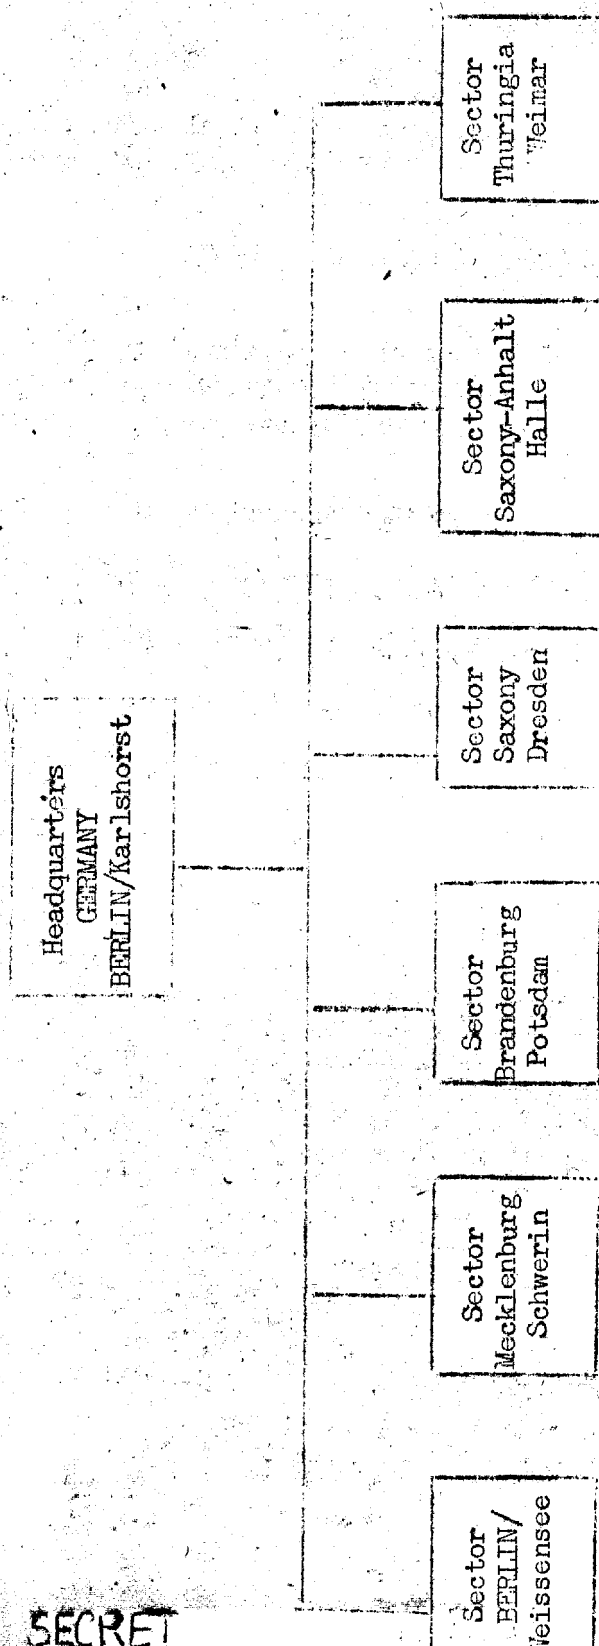 SECRET
Headquarters
GERMANY
BERLIN/Karlshorst
Sector
BERLIN/
Weissensee
Sector
Mecklenburg
Schwerin
Sector
Brandenburg
Potsdam
Sector
Saxony
Dresden
Sector
Saxony-Anhalt
Halle
Sector
Thuringia
Weimar